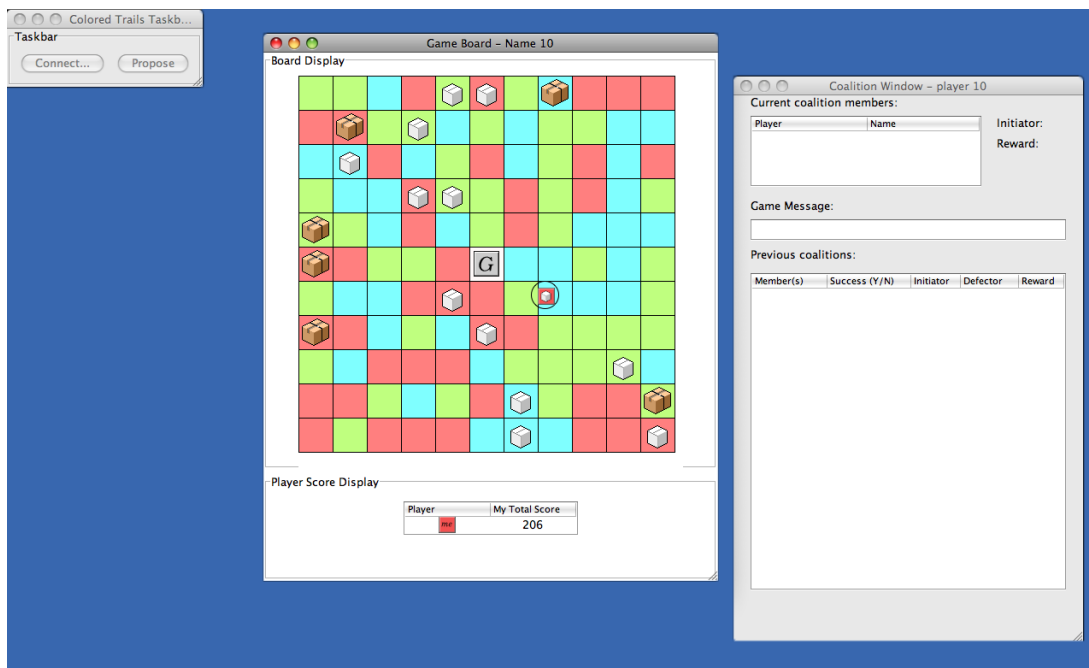 Colored Trails Taskb...
Taskbar
Connect...
Propose
Game Board - Name 10
Board Display
G
Player Score Display
Player
My Total Score
me
206
Coalition Window - player 10
Current coalition members:
Player
Name
Initiator:
Reward:
Game Message:
Previous coalitions:
Member(s)
Success (Y/N)
Initiator
Defector
Reward